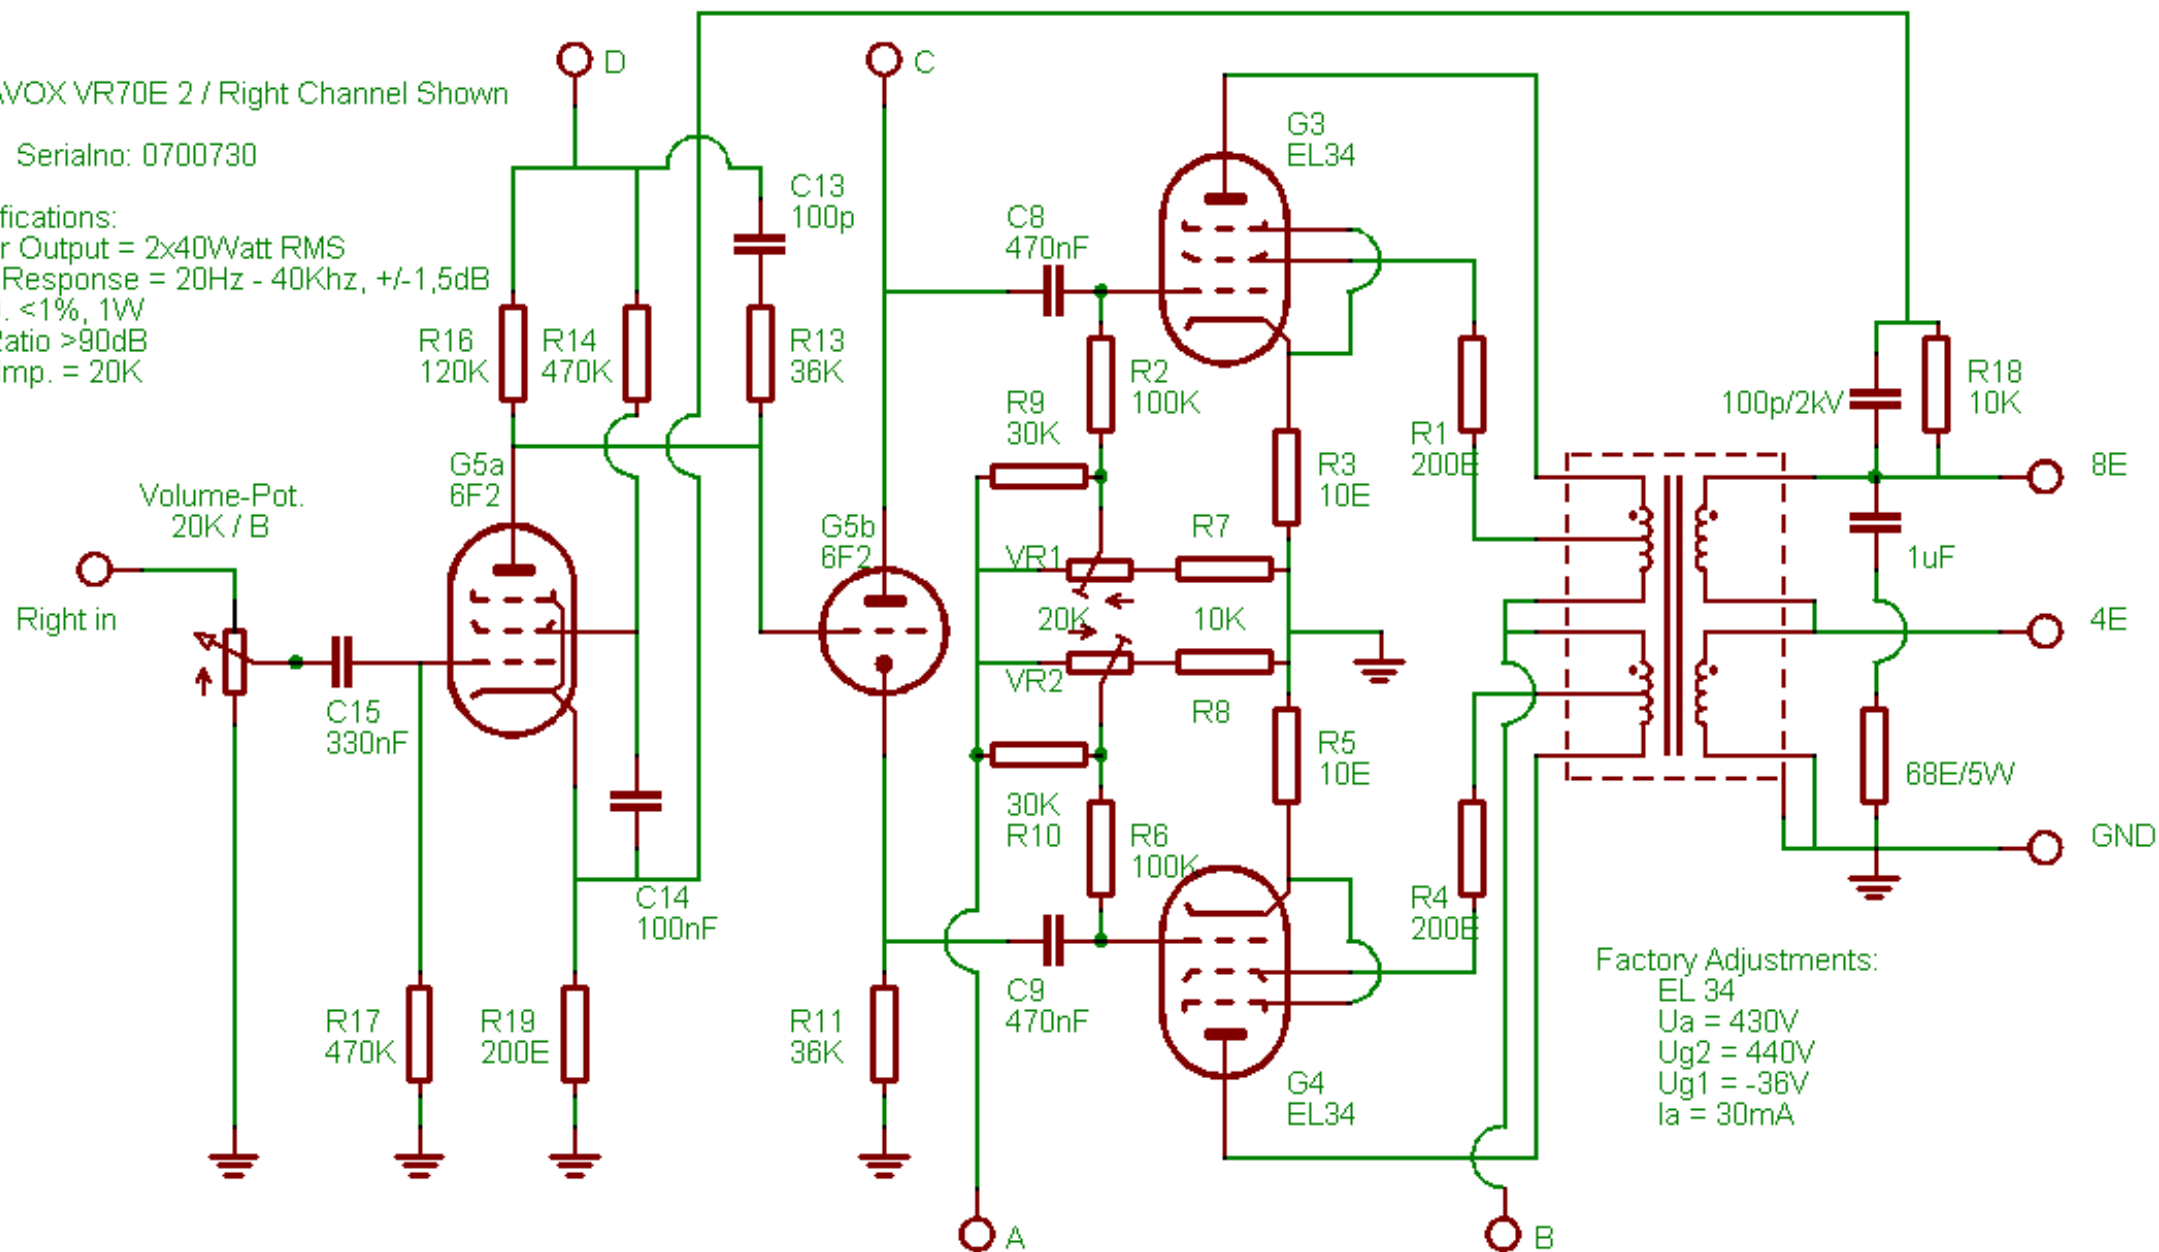 AVOX VR70E 2 / Right Channel Shown
Serialno: 0700730
fications:
r Output = 2x40Watt RMS
Response = 20Hz - 40Khz, +/-1,5dB
. <1%, 1W
Ratio >90dB
Imp. = 20K
D
C
C13
100p
G3
EL34
C8
470nF
R16
120K
R14
470K
R13
36K
R2
100K
R9
30K
R1
200E
R3
10E
100p/2kV
R18
10K
8E
G5a
6F2
Volume-Pot.
20K / B
Right in
G5b
6F2
VR1
R7
20K
10K
VR2
R8
1uF
4E
C15
330nF
R5
10E
30K
R10
R6
100K
68E/5W
GND
C14
100nF
R4
200E
R17
470K
R19
200E
R11
36K
C9
470nF
G4
EL34
Factory Adjustments:
EL 34
Ua = 430V
Ug2 = 440V
Ug1 = -36V
Ia = 30mA
A
B